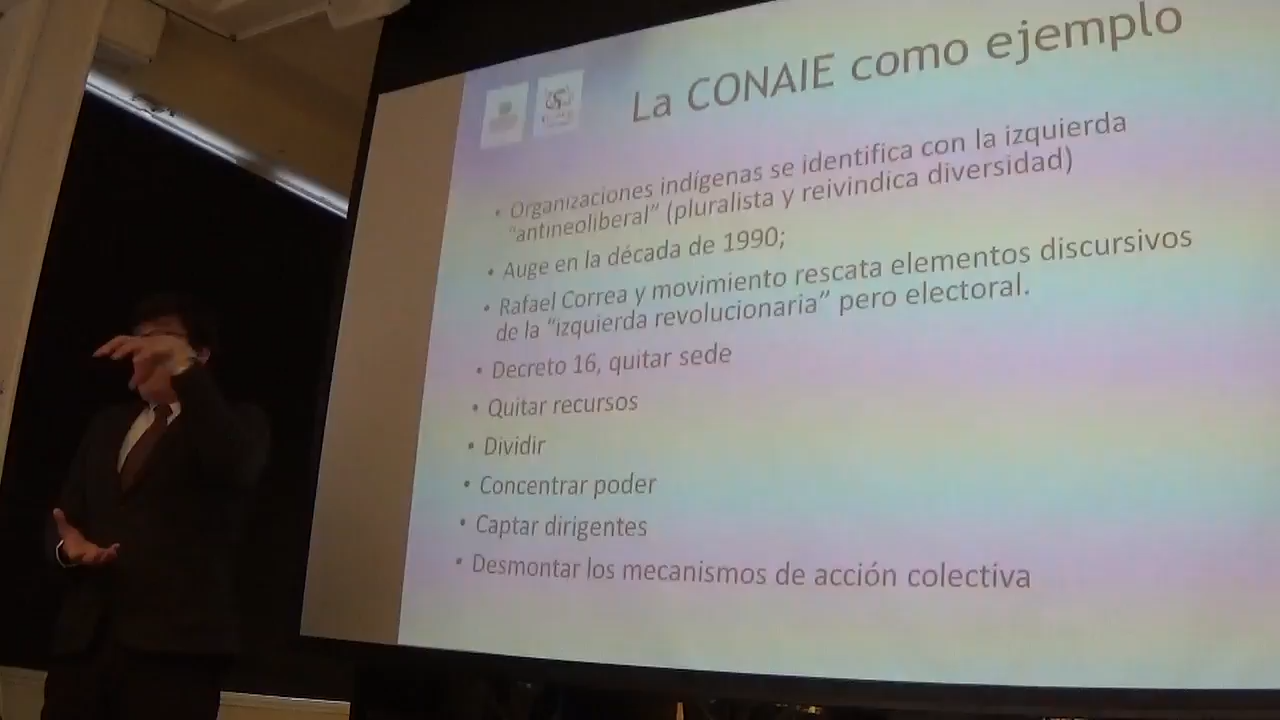 La CONAIE como ejemplo
• Organizaciones indígenas se identifica con la izquierda
"antineoliberal" (pluralista y reivindica diversidad)
• Auge en la década de 1990;
• Rafael Correa y movimiento rescata elementos discursivos
de la "izquierda revolucionaria" pero electoral.
• Decreto 16, quitar sede
• Quitar recursos
• Dividir
• Concentrar poder
• Captar dirigentes
• Desmontar los mecanismos de acción colectiva